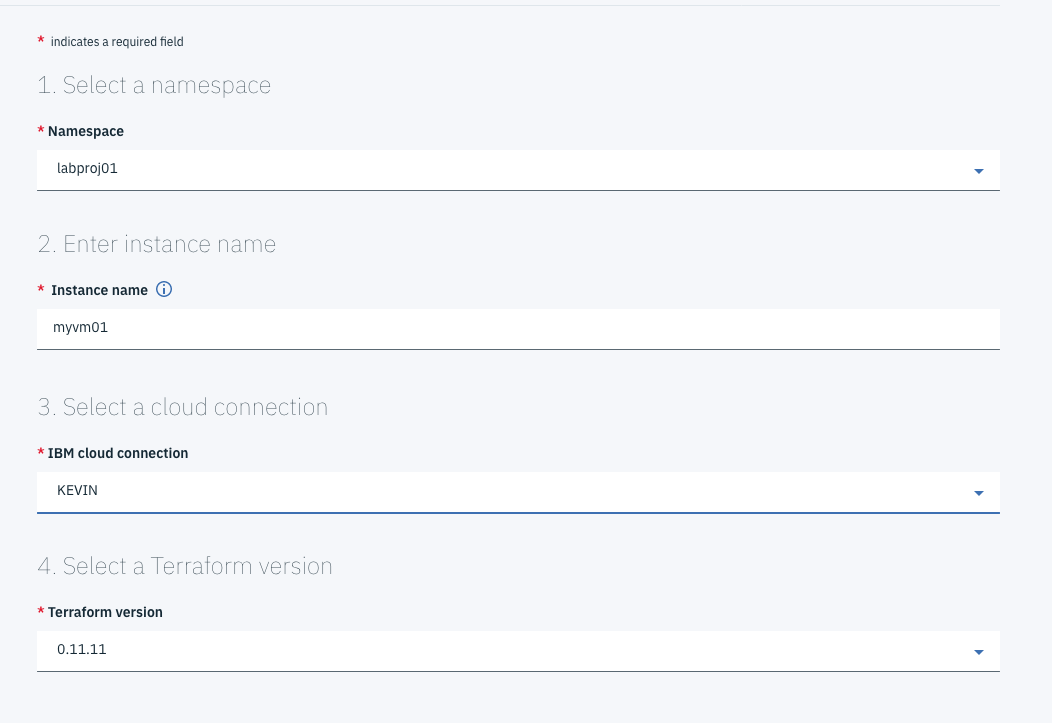 * indicates a required field
1. Select a namespace
* Namespace
labproj01
2. Enter instance name
* Instance name
myvm01
3. Select a cloud connection
* IBM cloud connection
KEVIN
4. Select a Terraform version
* Terraform version
0.11.11